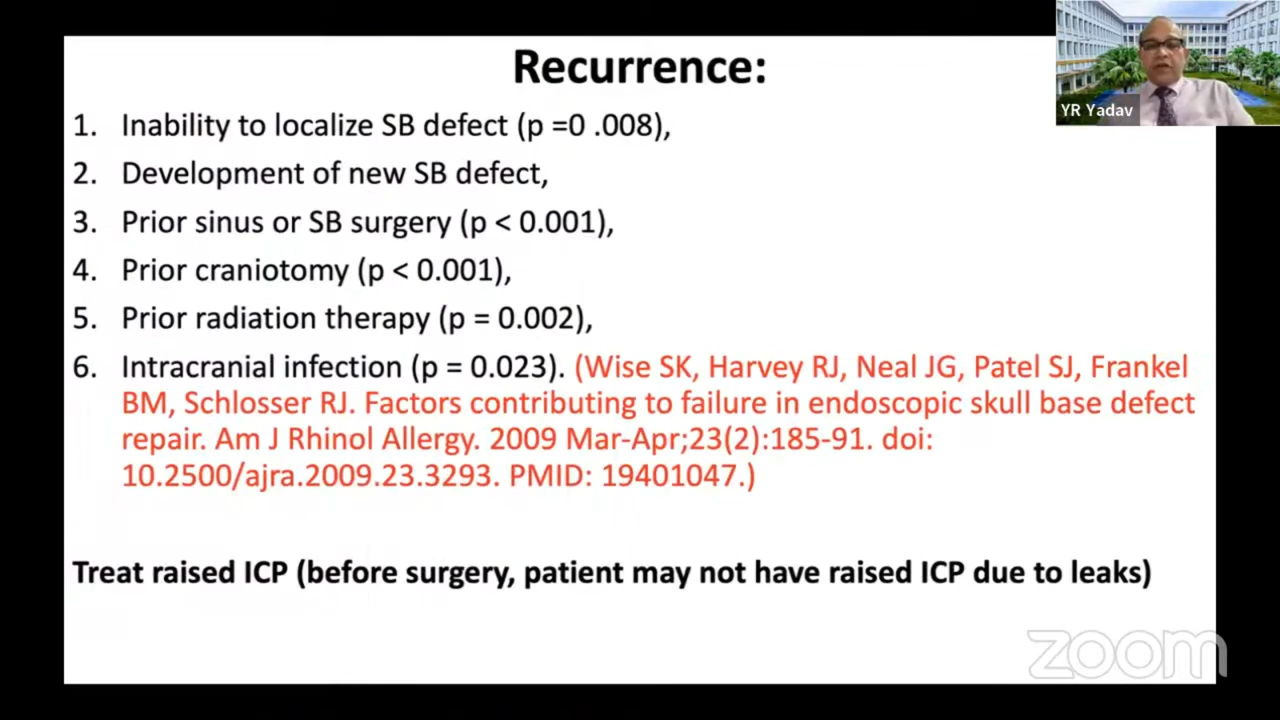 Recurrence:
YR Yadav
1. Inability to localize SB defect (p =0 .008),
2. Development of new SB defect,
3. Prior sinus or SB surgery (p < 0.001),
4. Prior craniotomy (p < 0.001),
5. Prior radiation therapy (p = 0.002),
6. Intracranial infection (p = 0.023). (Wise SK, Harvey RJ, Neal JG, Patel SJ, Frankel
BM, Schlosser RJ. Factors contributing to failure in endoscopic skull base defect
repair. Am J Rhinol Allergy. 2009 Mar-Apr;23(2):185-91. doi:
10.2500/ajra.2009.23.3293. PMID: 19401047.)
Treat raised ICP (before surgery, patient may not have raised ICP due to leaks)
zoom